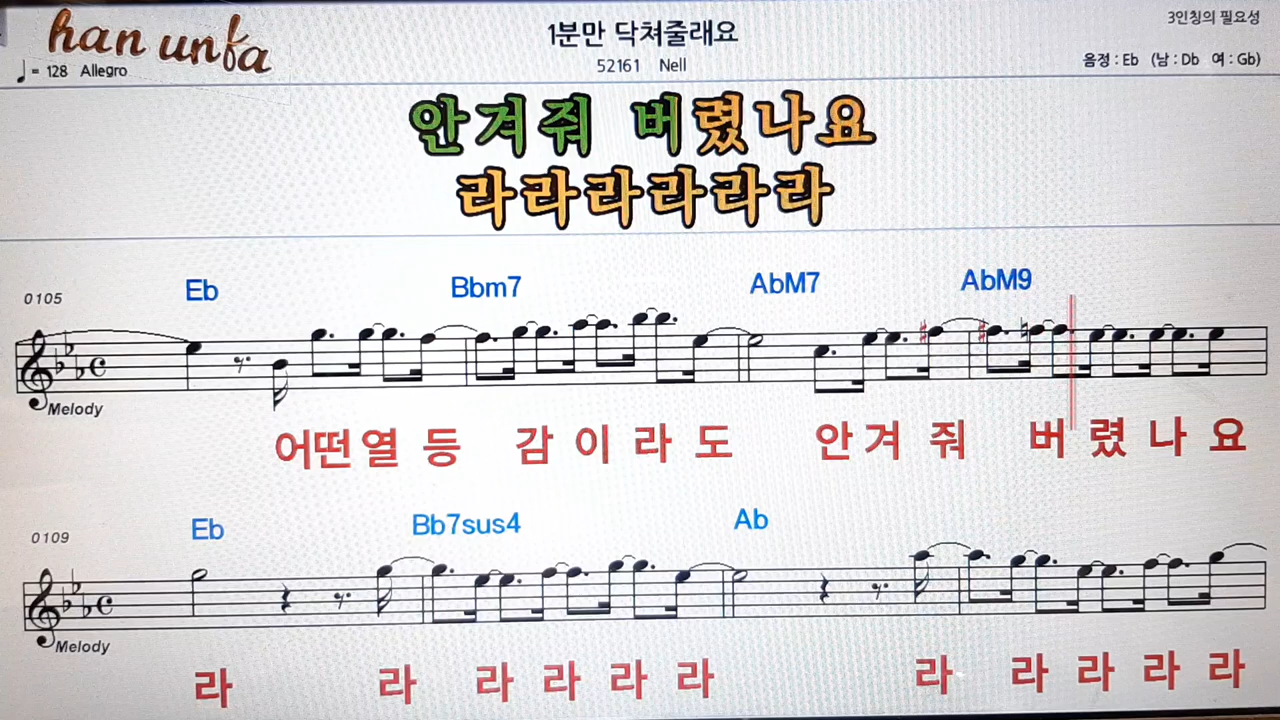 han unfa
1분만 닥쳐줄래요
3인칭의 필요성
♩= 128 Allegro
52161 Nell
음정 : Eb (남 : Db 여 : Gb)
안겨줘 버렸나요
라라라라라라
0105
Eb Bbm7 AbM7 AbM9
Melody
어떤열 등 감 이 라 도 안 겨 줘 버 렸 나 요
0109
Eb Bb7sus4 Ab
Melody
라 라 라 라 라 라 라 라 라 라 라